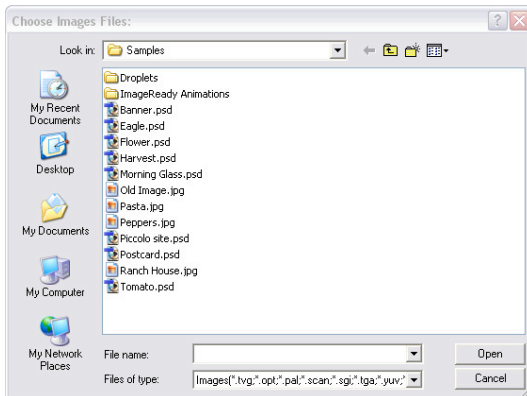 Choose Images Files:
Look in:
Samples
My Recent
Documents
Desktop
My Documents
My Computer
My Network
Places
Droplets
ImageReady Animations
Banner.psd
Eagle.psd
Flower.psd
Harvest.psd
Morning Glass.psd
Old Image.jpg
Pasta.jpg
Peppers.jpg
Piccolo site.psd
Postcard.psd
Ranch House.jpg
Tomato.psd
File name:
Open
Files of type:
Images(*.tvg;*.opt;*.pal;*.scan;*.sgi;*.tga;*.yuv;*
Cancel